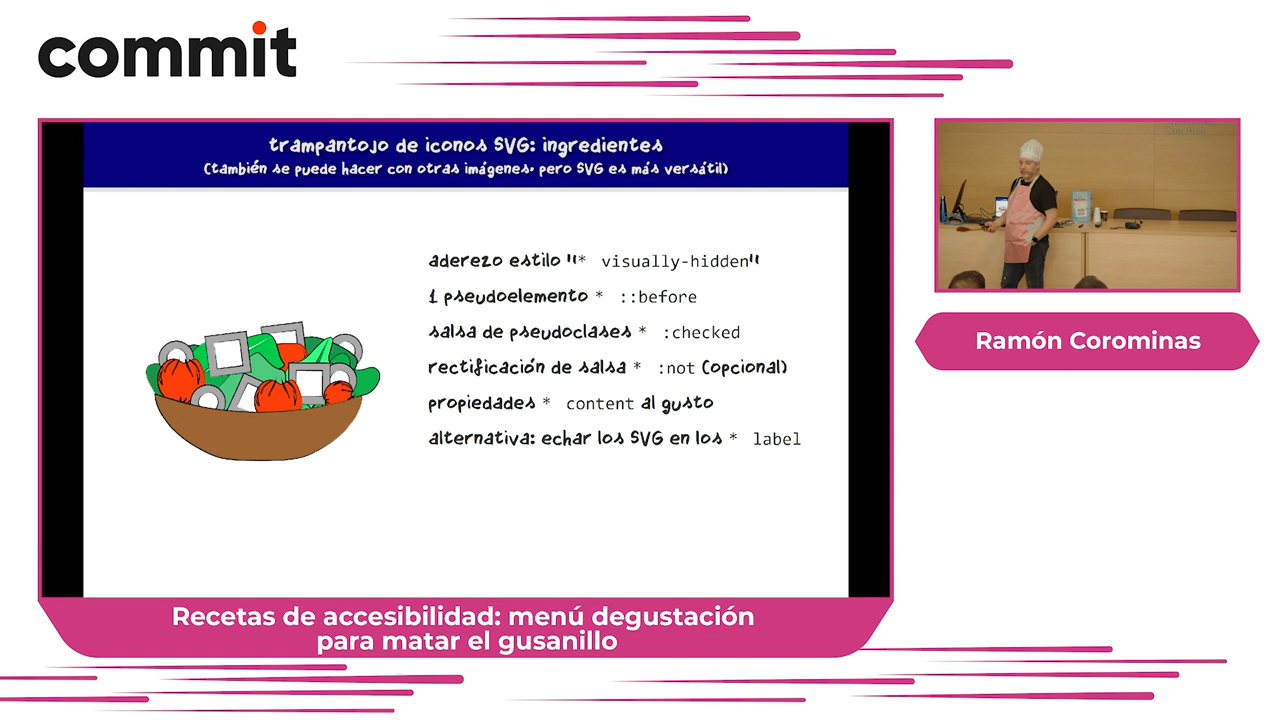 commit
trampantojo de iconos SVG: ingredientes
(también se puede hacer con otras imágenes, pero SVG es más versátil)
aderezo estilo "* visually-hidden"
1 pseudoelemento * ::before
salsa de pseudoclases * :checked
rectificación de salsa * :not (opcional)
propiedades * content al gusto
alternativa: echar los SVG en los * label
Ramón Corominas
Recetas de accesibilidad: menú degustación
para matar el gusanillo